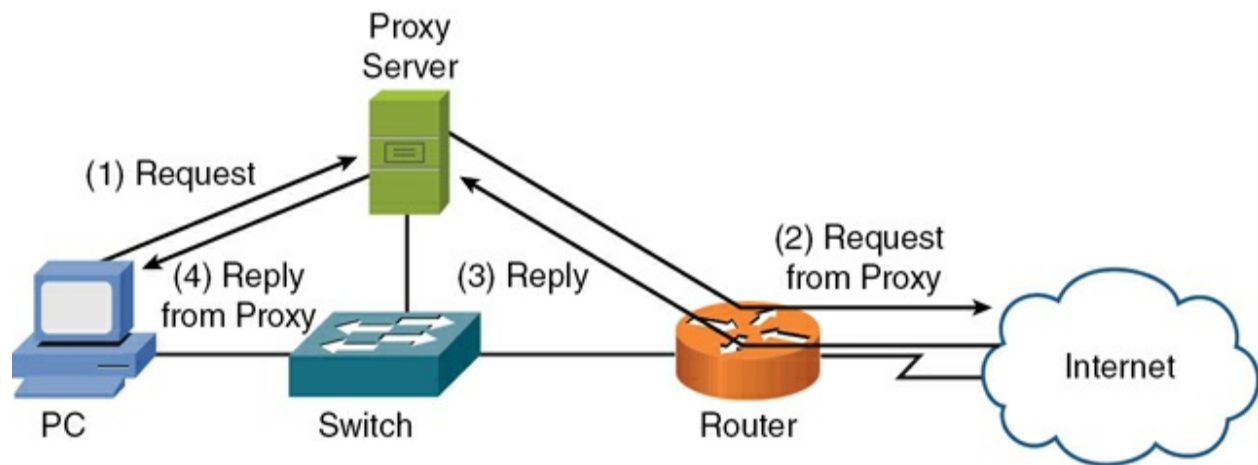 Proxy
Server
(1) Request
(2) Request
from Proxy
(4) Reply
from Proxy
(3) Reply
Internet
PC
Switch
Router